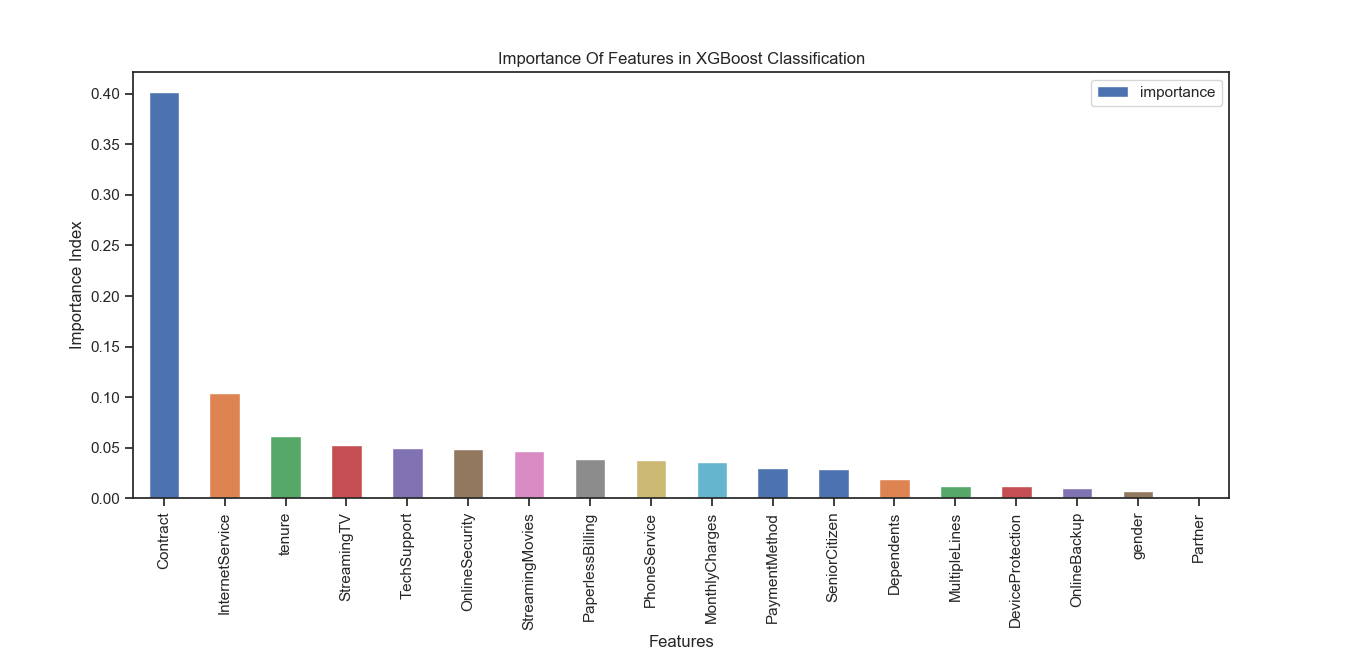 Importance Of Features in XGBoost Classification
importance
Importance Index
0.40
0.35
0.30
0.25
0.20
0.15
0.10
0.05
0.00
Contract
InternetService
tenure
StreamingTV
TechSupport
OnlineSecurity
StreamingMovies
PaperlessBilling
PhoneService
MonthlyCharges
PaymentMethod
SeniorCitizen
Dependents
MultipleLines
DeviceProtection
OnlineBackup
gender
Partner
Features